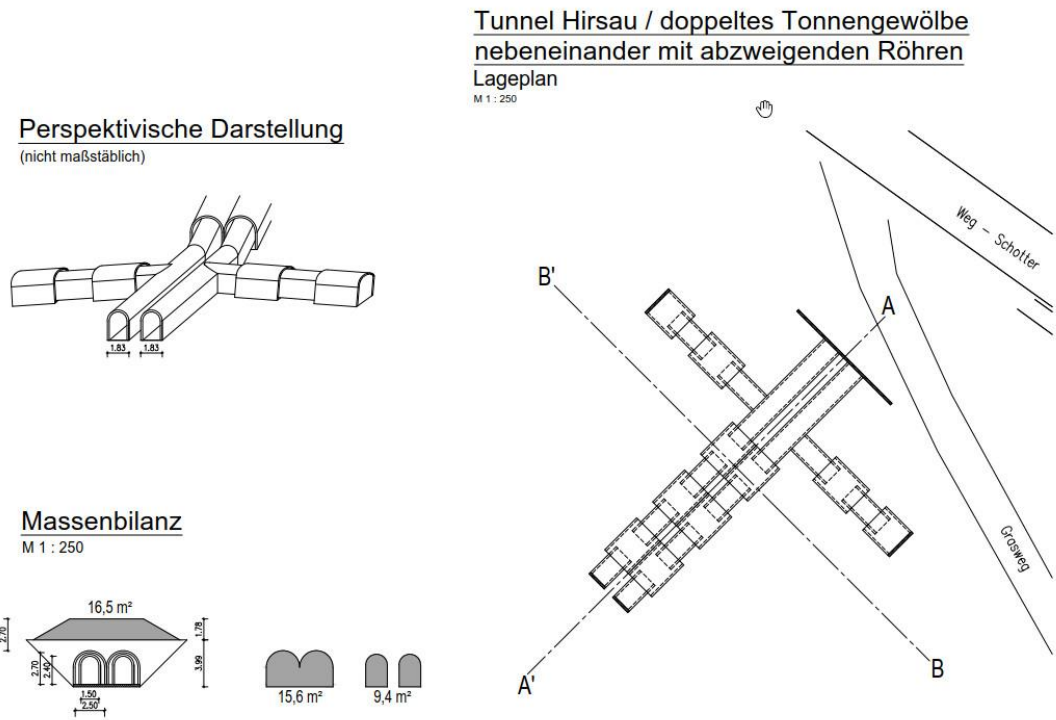 Tunnel Hirsau / doppeltes Tonnengewölbe
nebeneinander mit abzweigenden Röhren
Lageplan
M 1 : 250
Perspektivische Darstellung
(nicht maßstäblich)
1.83
1.83
Weg - Schotter
Grasweg
B'
A
A'
B
Massenbilanz
M 1 : 250
16,5 m²
2.70
1.78
3.99
2.70
2.40
1.50
2.50
15,6 m²
9,4 m²